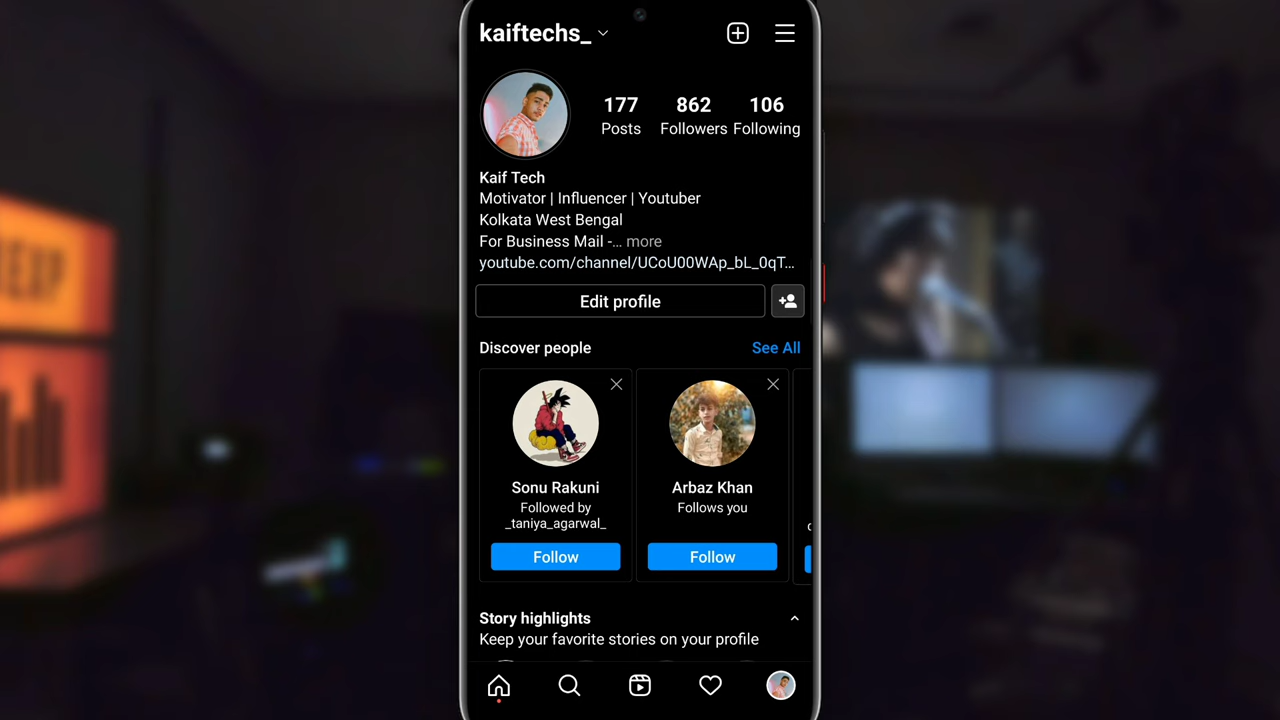 kaiftechs_
177 862 106
Posts Followers Following
Kaif Tech
Motivator | Influencer | Youtuber
Kolkata West Bengal
For Business Mail -... more
youtube.com/channel/UCoU00WAp_bL_0qT...
Edit profile
Discover people See All
Sonu Rakuni
Followed by
_taniya_agarwal_
Follow
Arbaz Khan
Follows you
Follow
Story highlights
Keep your favorite stories on your profile